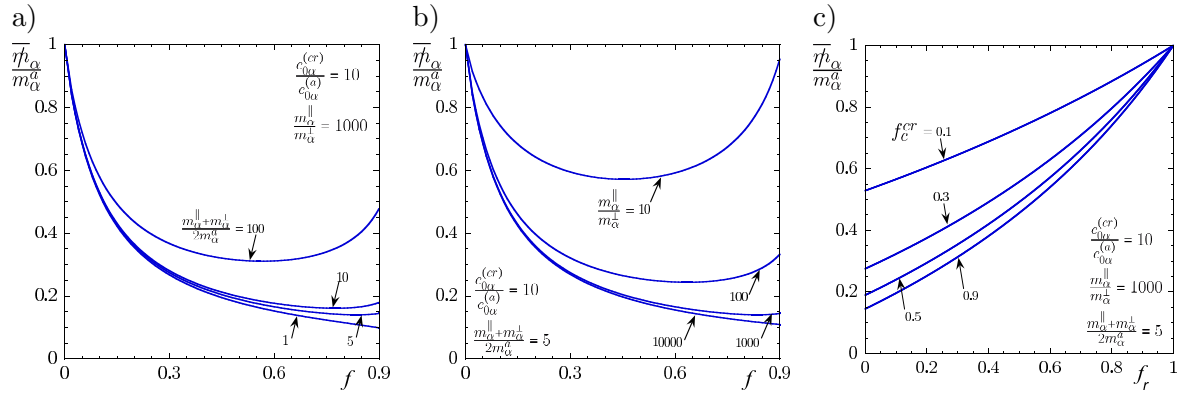 a)
b)
c)
m̸̅_α / m_α^a
1
0.8
0.6
0.4
0.2
0
0
0.3
0.6
0.9
f
c_{0α}^{(cr)} / c_{0α}^{(a)} = 10
m_α^∥ / m_α^⊥ = 1000
(m_α^∥+m_α^⊥) / 2m_α^a = 100
10
5
1
m̸̅_α / m_α^a
1
0.8
0.6
0.4
0.2
0
0
0.3
0.6
0.9
f
m_α^∥ / m_α^⊥ = 10
100
1000
10000
c_{0α}^{(cr)} / c_{0α}^{(a)} = 10
(m_α^∥+m_α^⊥) / 2m_α^a = 5
m̸̅_α / m_α^a
1
0.8
0.6
0.4
0.2
0
0
0.2
0.4
0.6
0.8
1
f_r
f_c^{cr} = 0.1
0.3
0.5
0.9
c_{0α}^{(cr)} / c_{0α}^{(a)} = 10
m_α^∥ / m_α^⊥ = 1000
(m_α^∥+m_α^⊥) / 2m_α^a = 5